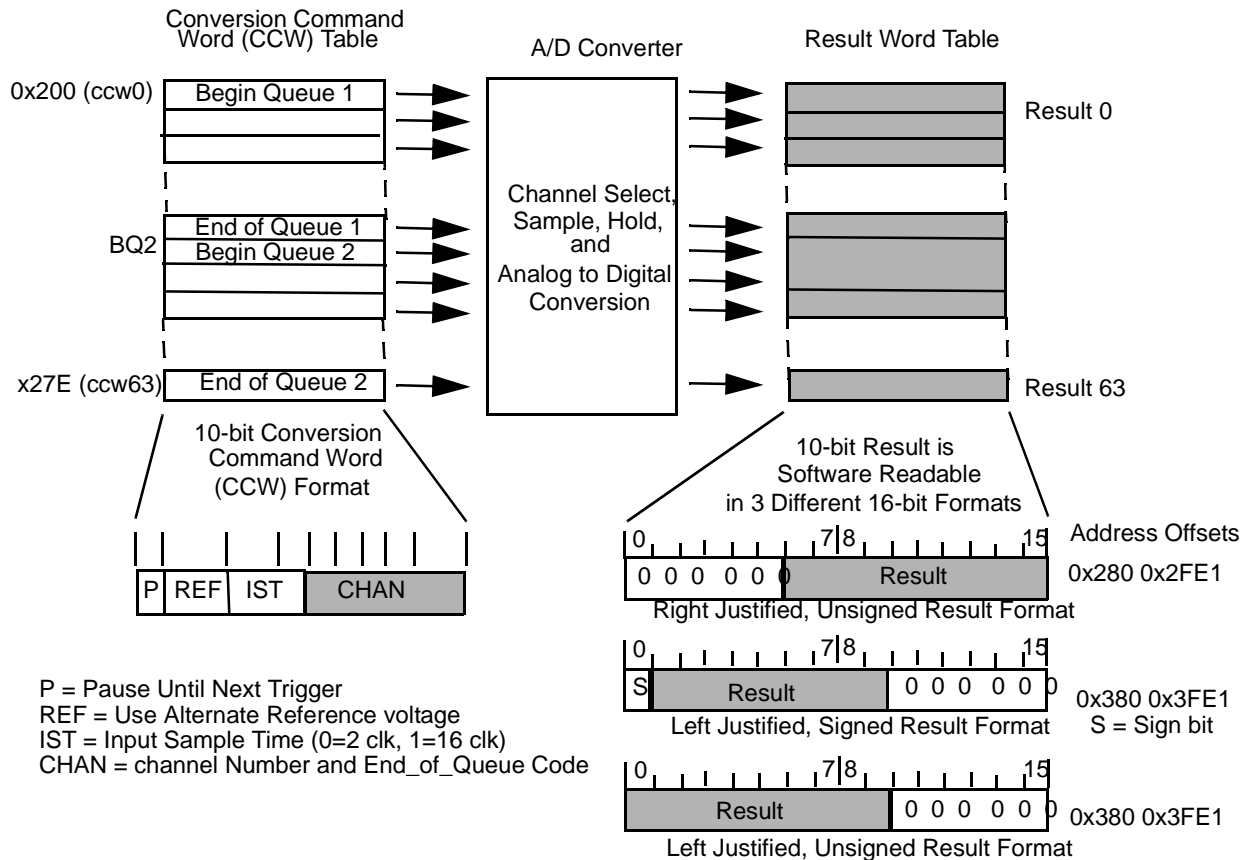 Conversion Command
Word (CCW) Table
A/D Converter
Result Word Table
0x200 (ccw0)
Begin Queue 1
Result 0
End of Queue 1
BQ2
Begin Queue 2
Channel Select,
Sample, Hold,
and
Analog to Digital
Conversion
x27E (ccw63)
End of Queue 2
Result 63
10-bit Conversion
Command Word
(CCW) Format
10-bit Result is
Software Readable
in 3 Different 16-bit Formats
P REF IST CHAN
0 7 8 15
Address Offsets
0 0 0 0 0 0 Result
0x280 0x2FE1
Right Justified, Unsigned Result Format
0 7 8 15
S Result 0 0 0 0 0 0
0x380 0x3FE1
Left Justified, Signed Result Format
S = Sign bit
0 7 8 15
Result 0 0 0 0 0 0
0x380 0x3FE1
Left Justified, Unsigned Result Format
P = Pause Until Next Trigger
REF = Use Alternate Reference voltage
IST = Input Sample Time (0=2 clk, 1=16 clk)
CHAN = channel Number and End_of_Queue Code